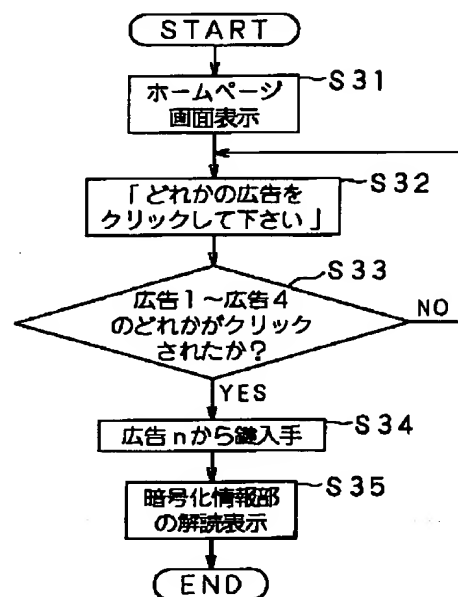 START
ホームページ
画面表示
S31
「どれかの広告を
クリックして下さい」
S32
広告1～広告4
のどれかがクリック
されたか？
S33
NO
YES
広告nから鍵入手
S34
暗号化情報部
の解読表示
S35
END